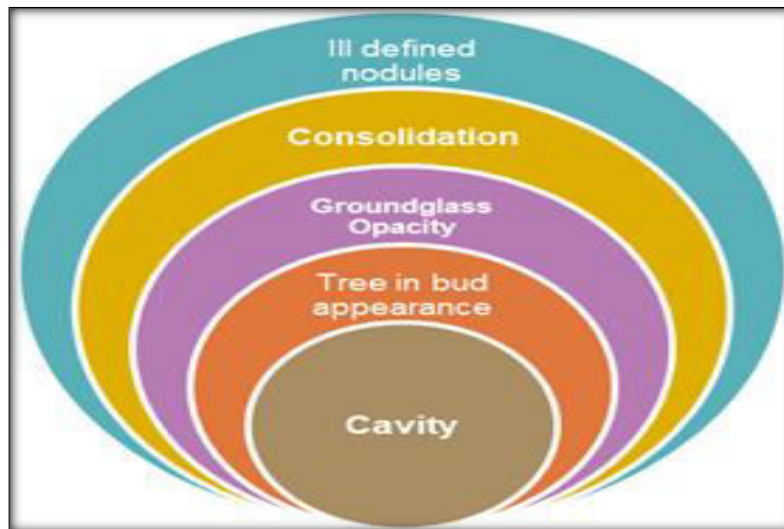 Ill defined
nodules
Consolidation
Groundglass
Opacity
Tree in bud
appearance
Cavity